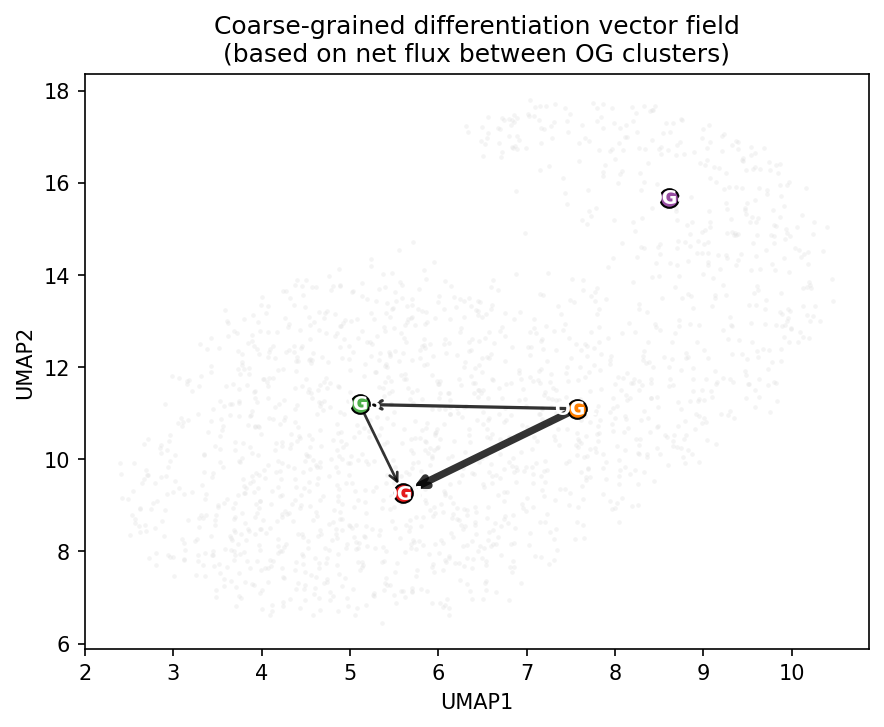 Coarse-grained differentiation vector field
(based on net flux between OG clusters)
UMAP2
18
16
14
12
10
8
6
G
G
G
G
2 3 4 5 6 7 8 9 10
UMAP1